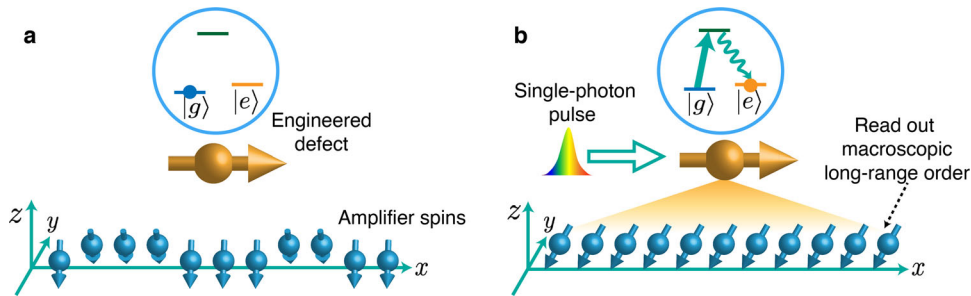 a
|g⟩
|e⟩
Engineered
defect
Amplifier spins
z
y
x
b
|g⟩
|e⟩
Single-photon
pulse
Read out
macroscopic
long-range order
z
y
x